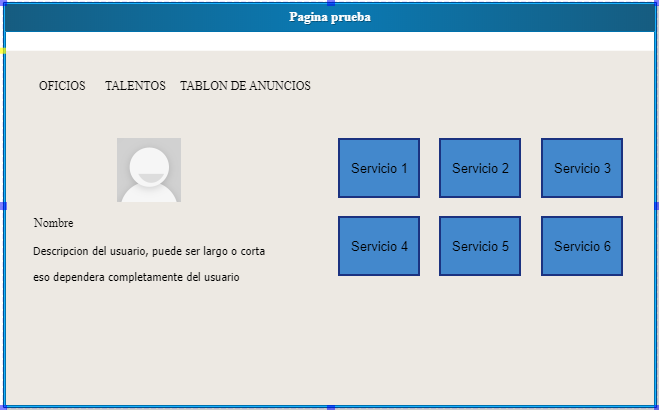 Pagina prueba
OFICIOS TALENTOS TABLON DE ANUNCIOS
Nombre
Descripcion del usuario, puede ser largo o corta
eso dependera completamente del usuario
Servicio 1 Servicio 2 Servicio 3
Servicio 4 Servicio 5 Servicio 6